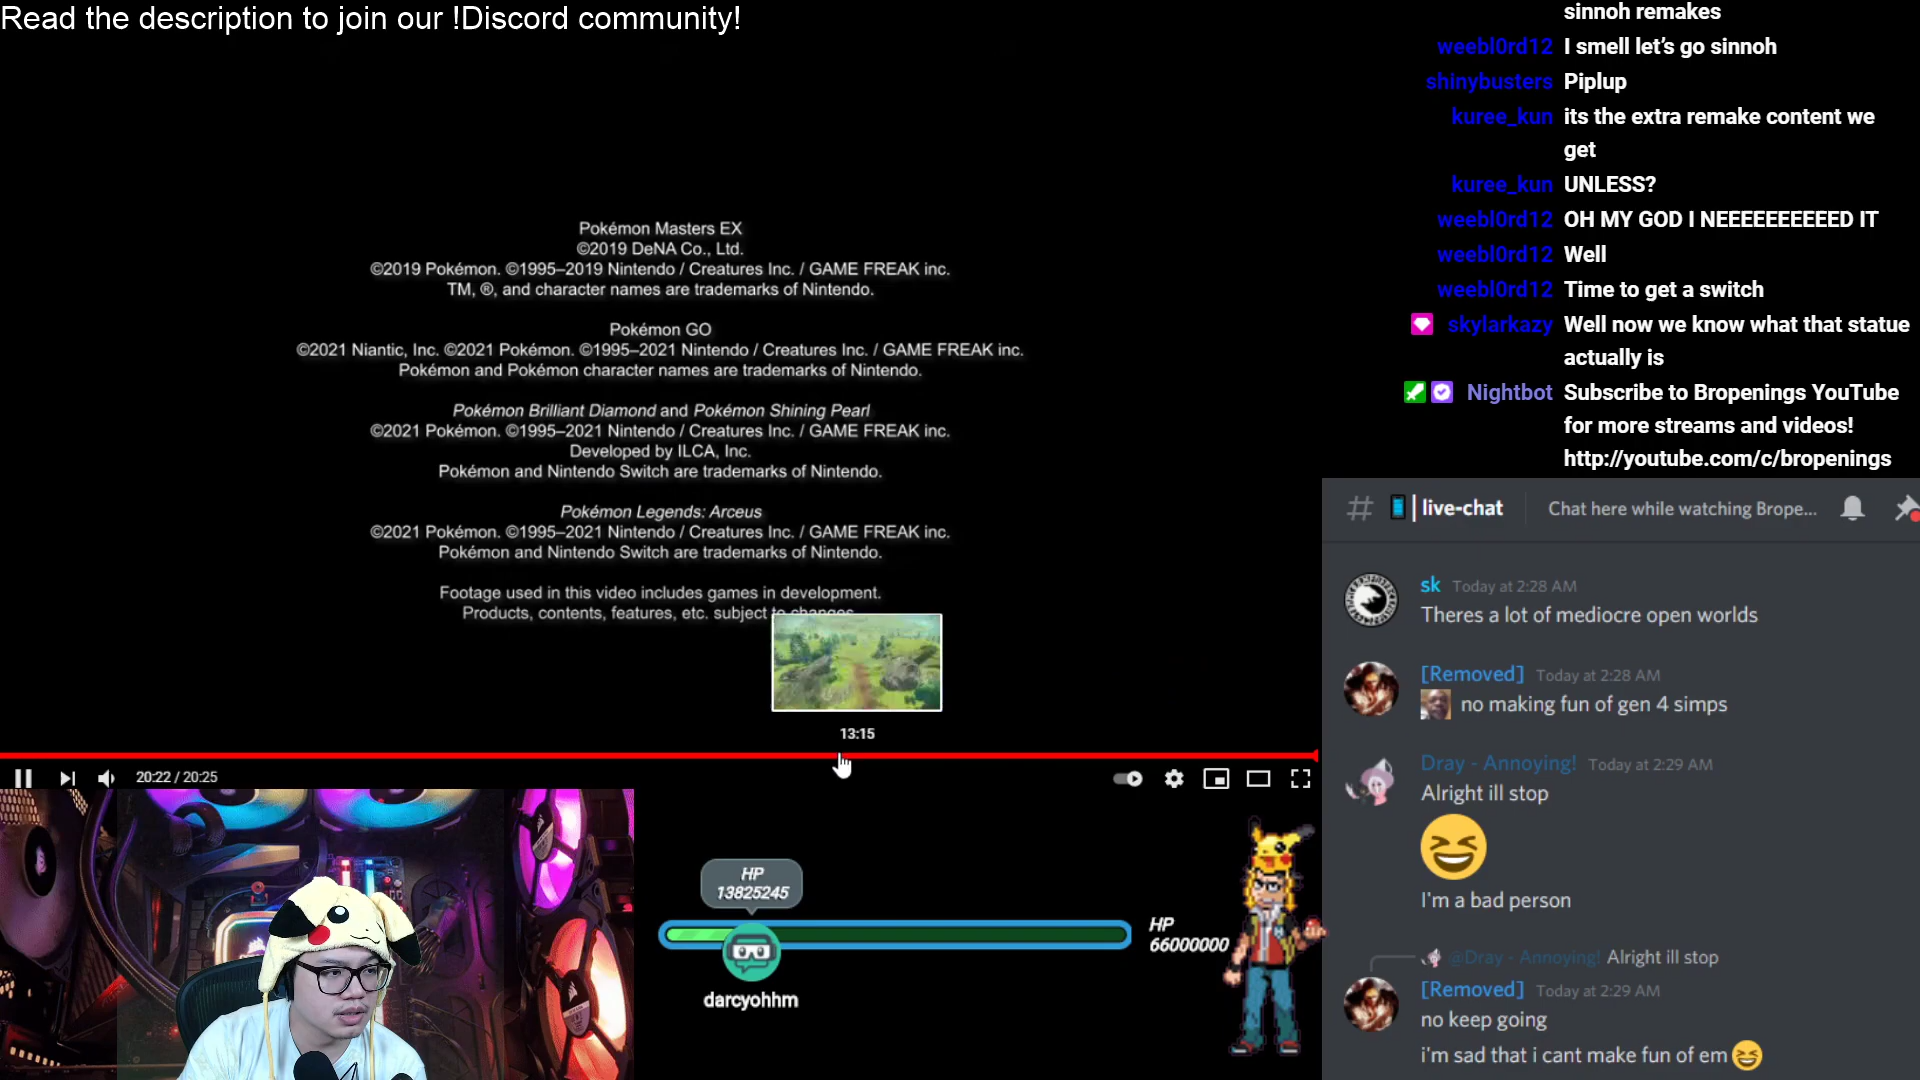 Read the description to join our !Discord community!
Pokémon Masters EX
©2019 DeNA Co., Ltd.
©2019 Pokémon. ©1995–2019 Nintendo / Creatures Inc. / GAME FREAK inc.
TM, ®, and character names are trademarks of Nintendo.
Pokémon GO
©2021 Niantic, Inc. ©2021 Pokémon. ©1995–2021 Nintendo / Creatures Inc. / GAME FREAK inc.
Pokémon and Pokémon character names are trademarks of Nintendo.
Pokémon Brilliant Diamond and Pokémon Shining Pearl
©2021 Pokémon. ©1995–2021 Nintendo / Creatures Inc. / GAME FREAK inc.
Developed by ILCA, Inc.
Pokémon and Nintendo Switch are trademarks of Nintendo.
Pokémon Legends: Arceus
©2021 Pokémon. ©1995–2021 Nintendo / Creatures Inc. / GAME FREAK inc.
Pokémon and Nintendo Switch are trademarks of Nintendo.
Footage used in this video includes games in development.
Products, contents, features, etc. subject to changes.
13:15
20:22 / 20:25
HP
13825245
HP
66000000
darcyohhm
sinnoh remakes
weebl0rd12 I smell let’s go sinnoh
shinybusters Piplup
kuree_kun its the extra remake content we
get
kuree_kun UNLESS?
weebl0rd12 OH MY GOD I NEEEEEEEEEED IT
weebl0rd12 Well
weebl0rd12 Time to get a switch
skylarkazy Well now we know what that statue
actually is
Nightbot Subscribe to Bropenings YouTube
for more streams and videos!
http://youtube.com/c/bropenings
# | live-chat Chat here while watching Brope...
sk Today at 2:28 AM
Theres a lot of mediocre open worlds
[Removed] Today at 2:28 AM
no making fun of gen 4 simps
Dray - Annoying! Today at 2:29 AM
Alright ill stop
I'm a bad person
@Dray - Annoying! Alright ill stop
[Removed] Today at 2:29 AM
no keep going
i'm sad that i cant make fun of em